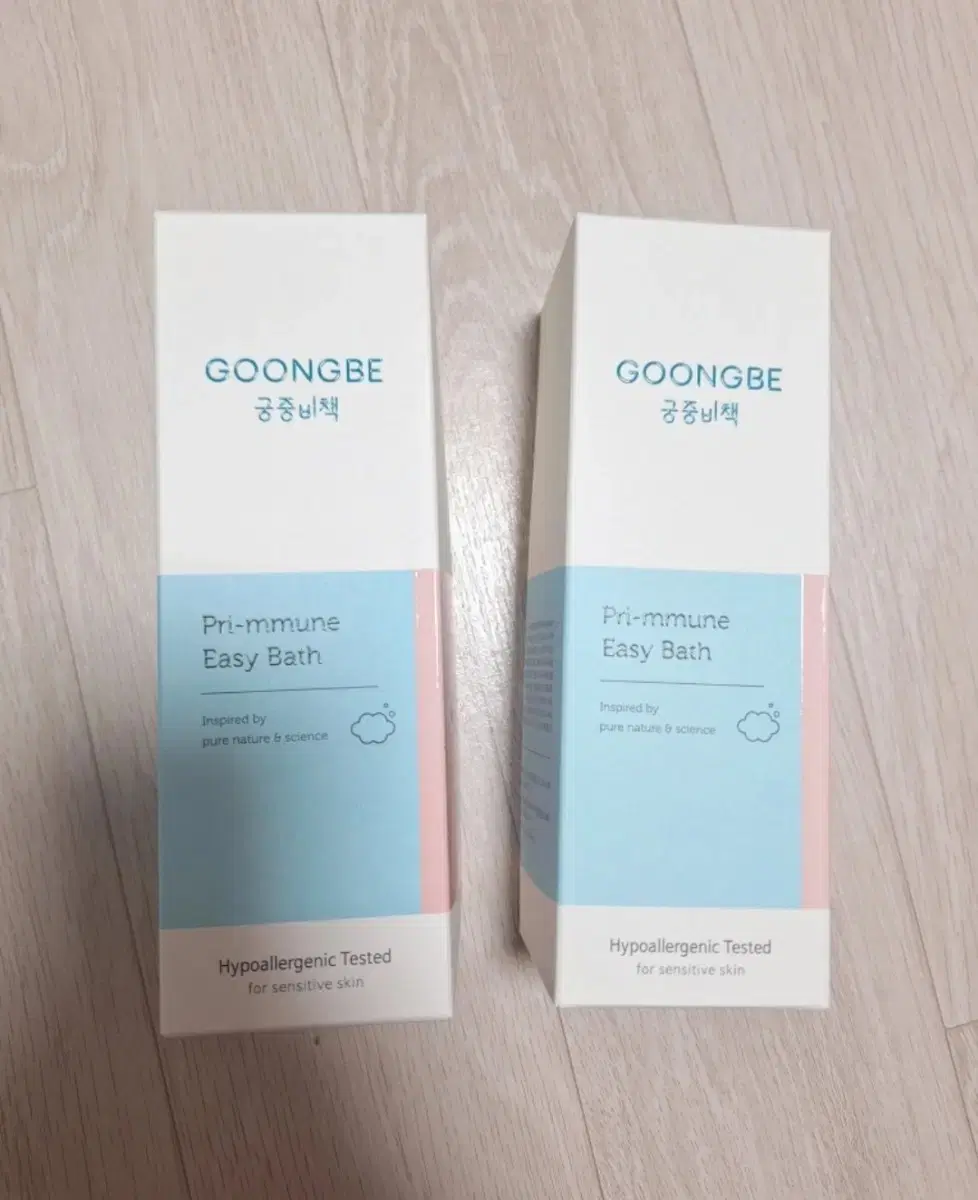 GOONGBE
궁중비책
Pri-mmune
Easy Bath
Inspired by
pure nature & science
Hypoallergenic Tested
for sensitive skin
GOONGBE
궁중비책
Pri-mmune
Easy Bath
Inspired by
pure nature & science
Hypoallergenic Tested
for sensitive skin